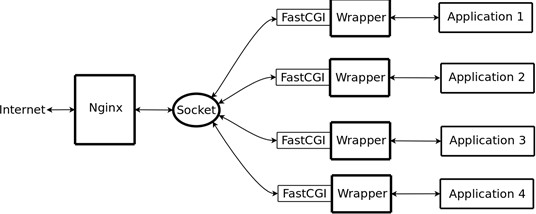 FastCGI Wrapper Application 1
FastCGI Wrapper Application 2
Internet Nginx Socket
FastCGI Wrapper Application 3
FastCGI Wrapper Application 4